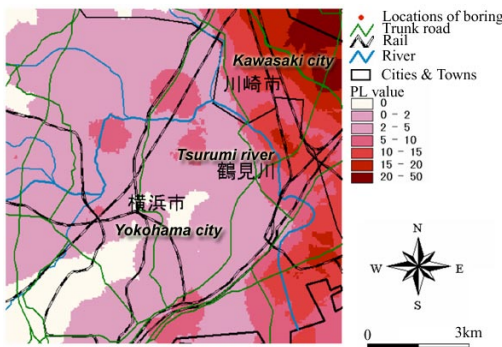 Kawasaki city
川崎市
Tsurumi river
鶴見川
横浜市
Yokohama city
Locations of boring
Trunk road
Rail
River
Cities & Towns
PL value
0
0 - 2
2 - 5
5 - 10
10 - 15
15 - 20
20 - 50
N
W E
S
0 3km